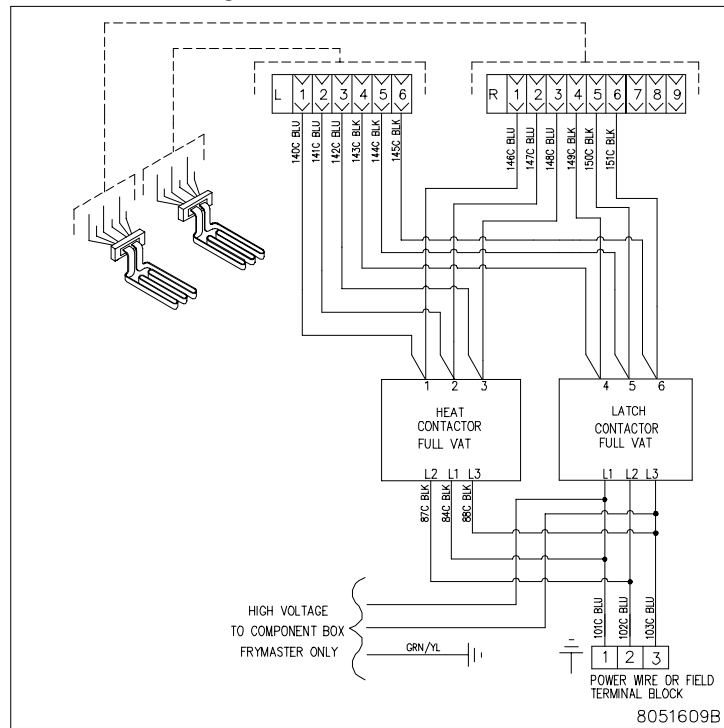 L 1 2 3 4 5 6
R 1 2 3 4 5 6 7 8 9
140C BLU
141C BLU
142C BLU
143C BLK
144C BLK
145C BLK
146C BLU
147C BLU
148C BLU
149C BLK
150C BLK
151C BLK
1 2 3
HEAT
CONTACTOR
FULL VAT
L2 L1 L3
4 5 6
LATCH
CONTACTOR
FULL VAT
L1 L2 L3
87C BLK
84C BLK
88C BLK
HIGH VOLTAGE
TO COMPONENT BOX
FRYMASTER ONLY
GRN/YL
101C BLU
102C BLU
103C BLU
1 2 3
POWER WIRE OR FIELD
TERMINAL BLOCK
8051609B